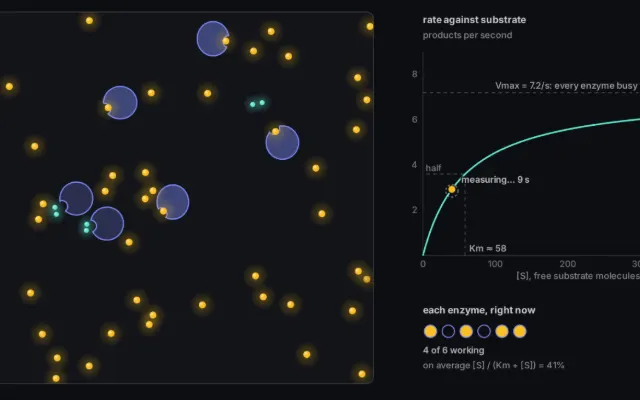 rate against substrate
products per second
8
Vmax = 7.2/s: every enzyme busy
6
4
half
measuring... 9 s
2
Km ≈ 58
0
100
200
[S], free substrate molecules
each enzyme, right now
4 of 6 working
on average [S] / (Km + [S]) = 41%